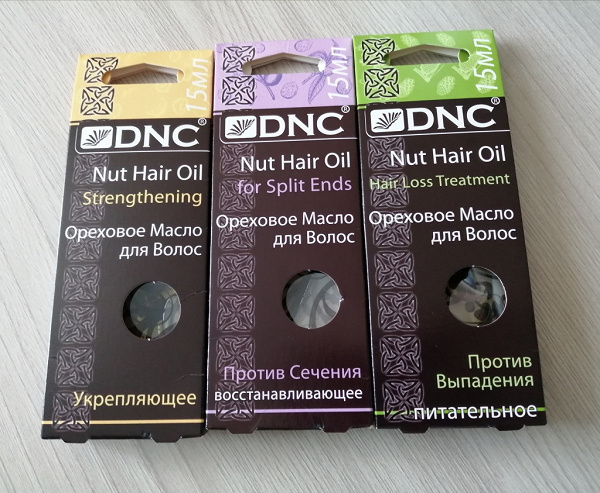 15мл
DNC®
Nut Hair Oil
Strengthening
Ореховое Масло
для Волос
Укрепляющее
15мл
DNC®
Nut Hair Oil
for Split Ends
Ореховое Масло
для Волос
Против Сечения
восстанавливающее
15мл
DNC®
Nut Hair Oil
Hair Loss Treatment
Ореховое Масло
для Волос
Против
Выпадения
питательное